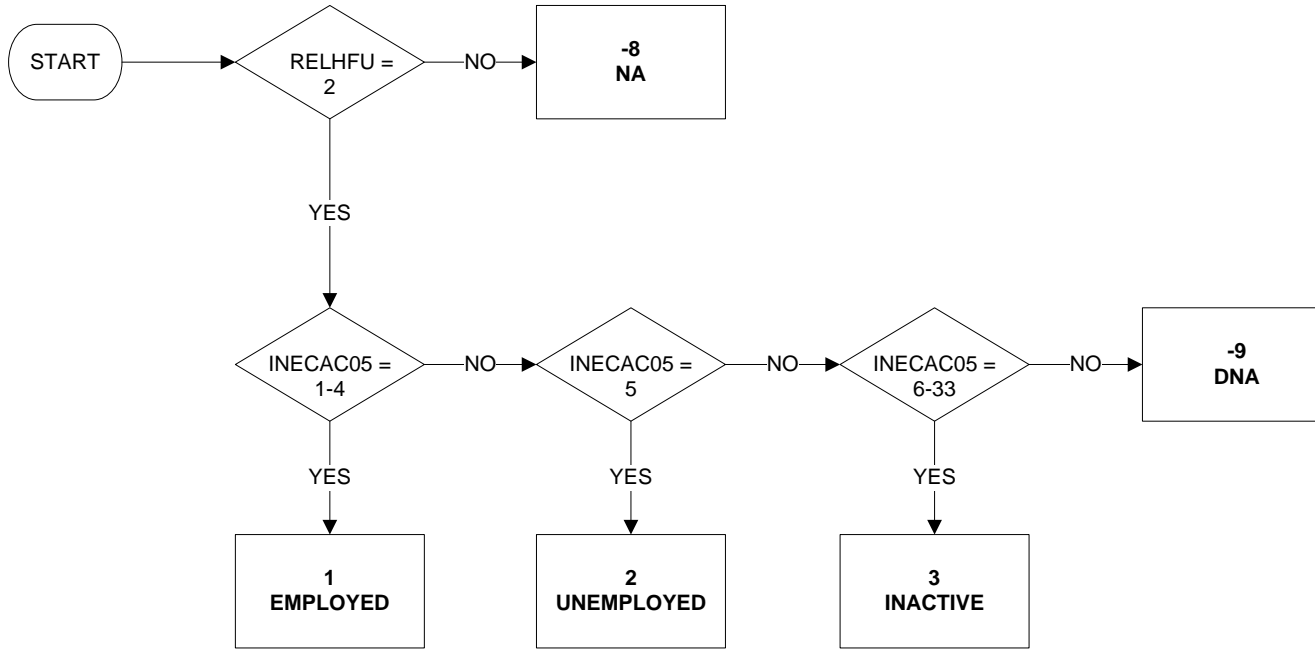 START
RELHFU =
2
NO
-8
NA
YES
INECAC05 =
1-4
NO
INECAC05 =
5
NO
INECAC05 =
6-33
NO
-9
DNA
YES
YES
YES
1
EMPLOYED
2
UNEMPLOYED
3
INACTIVE